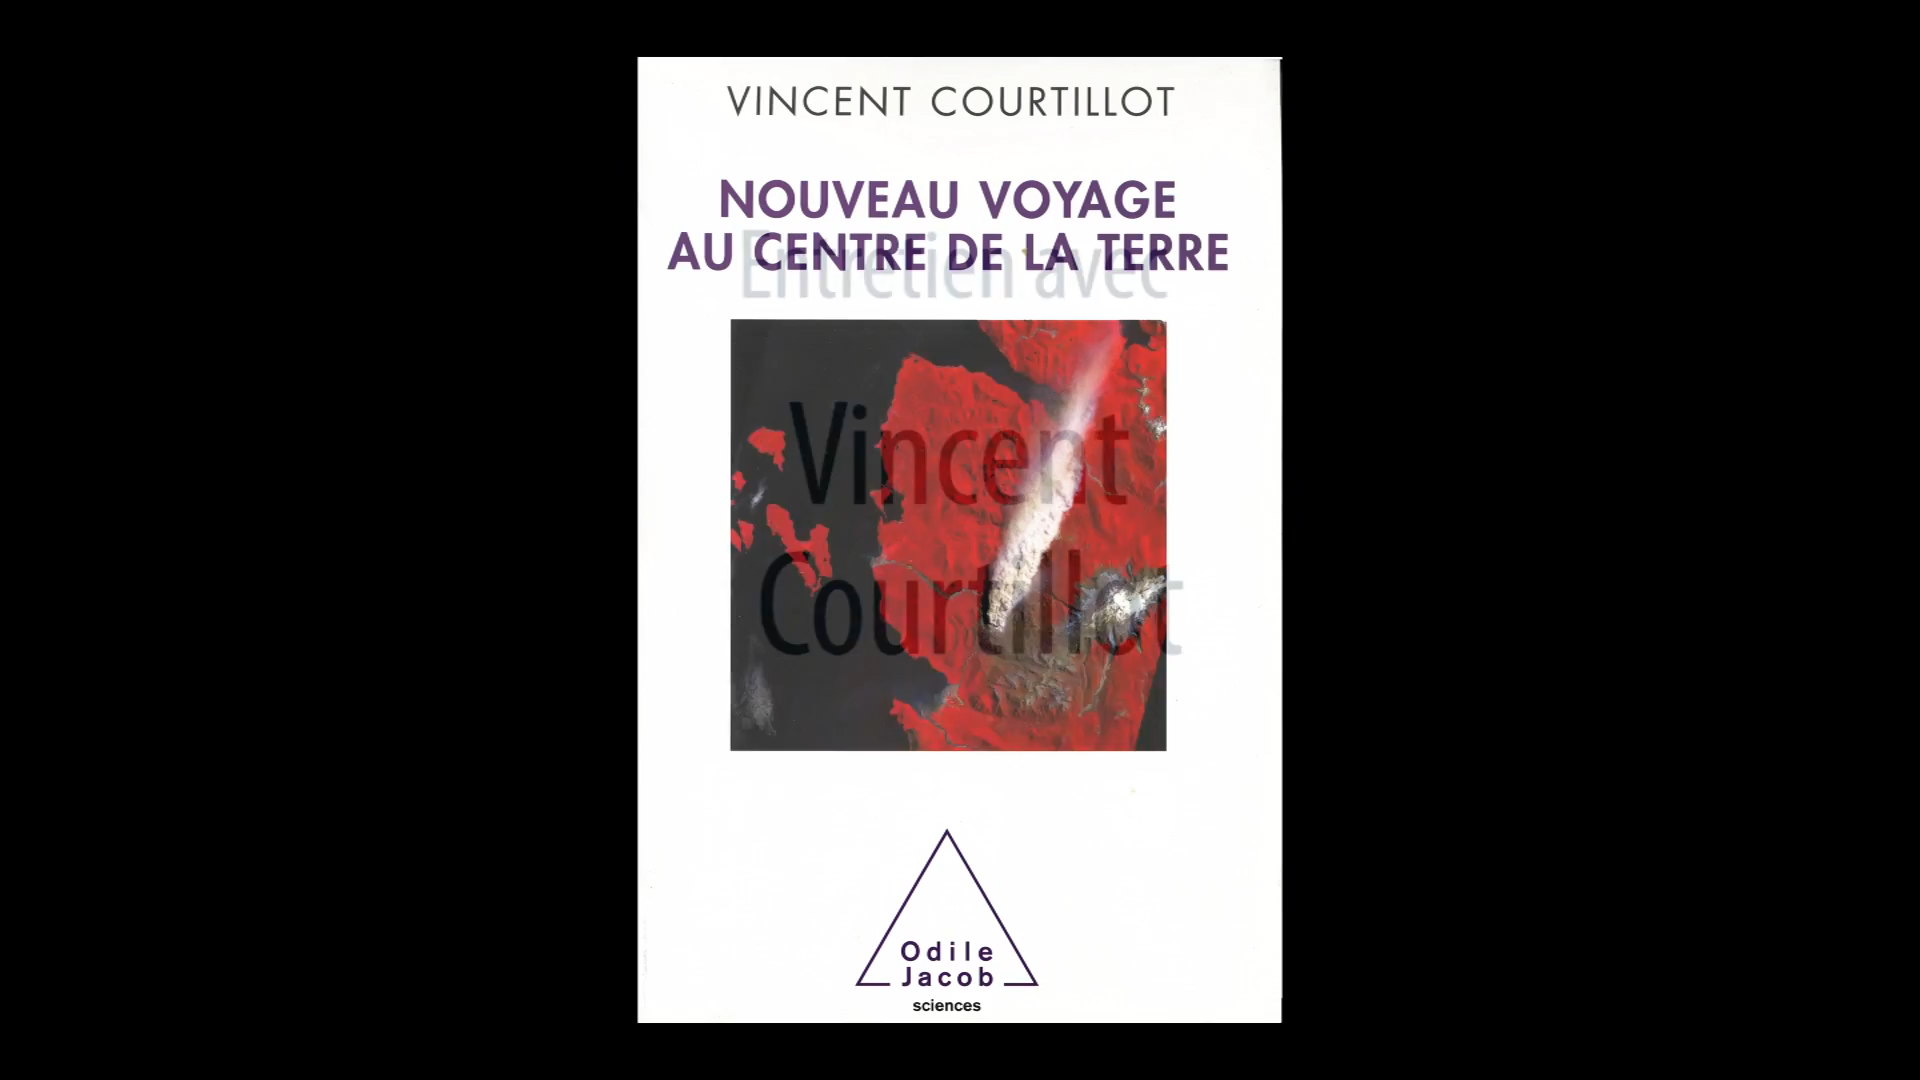 VINCENT COURTILLOT
NOUVEAU VOYAGE
AU CENTRE DE LA TERRE
Entretien avec
Vincent
Courtillot
Odile
Jacob
sciences